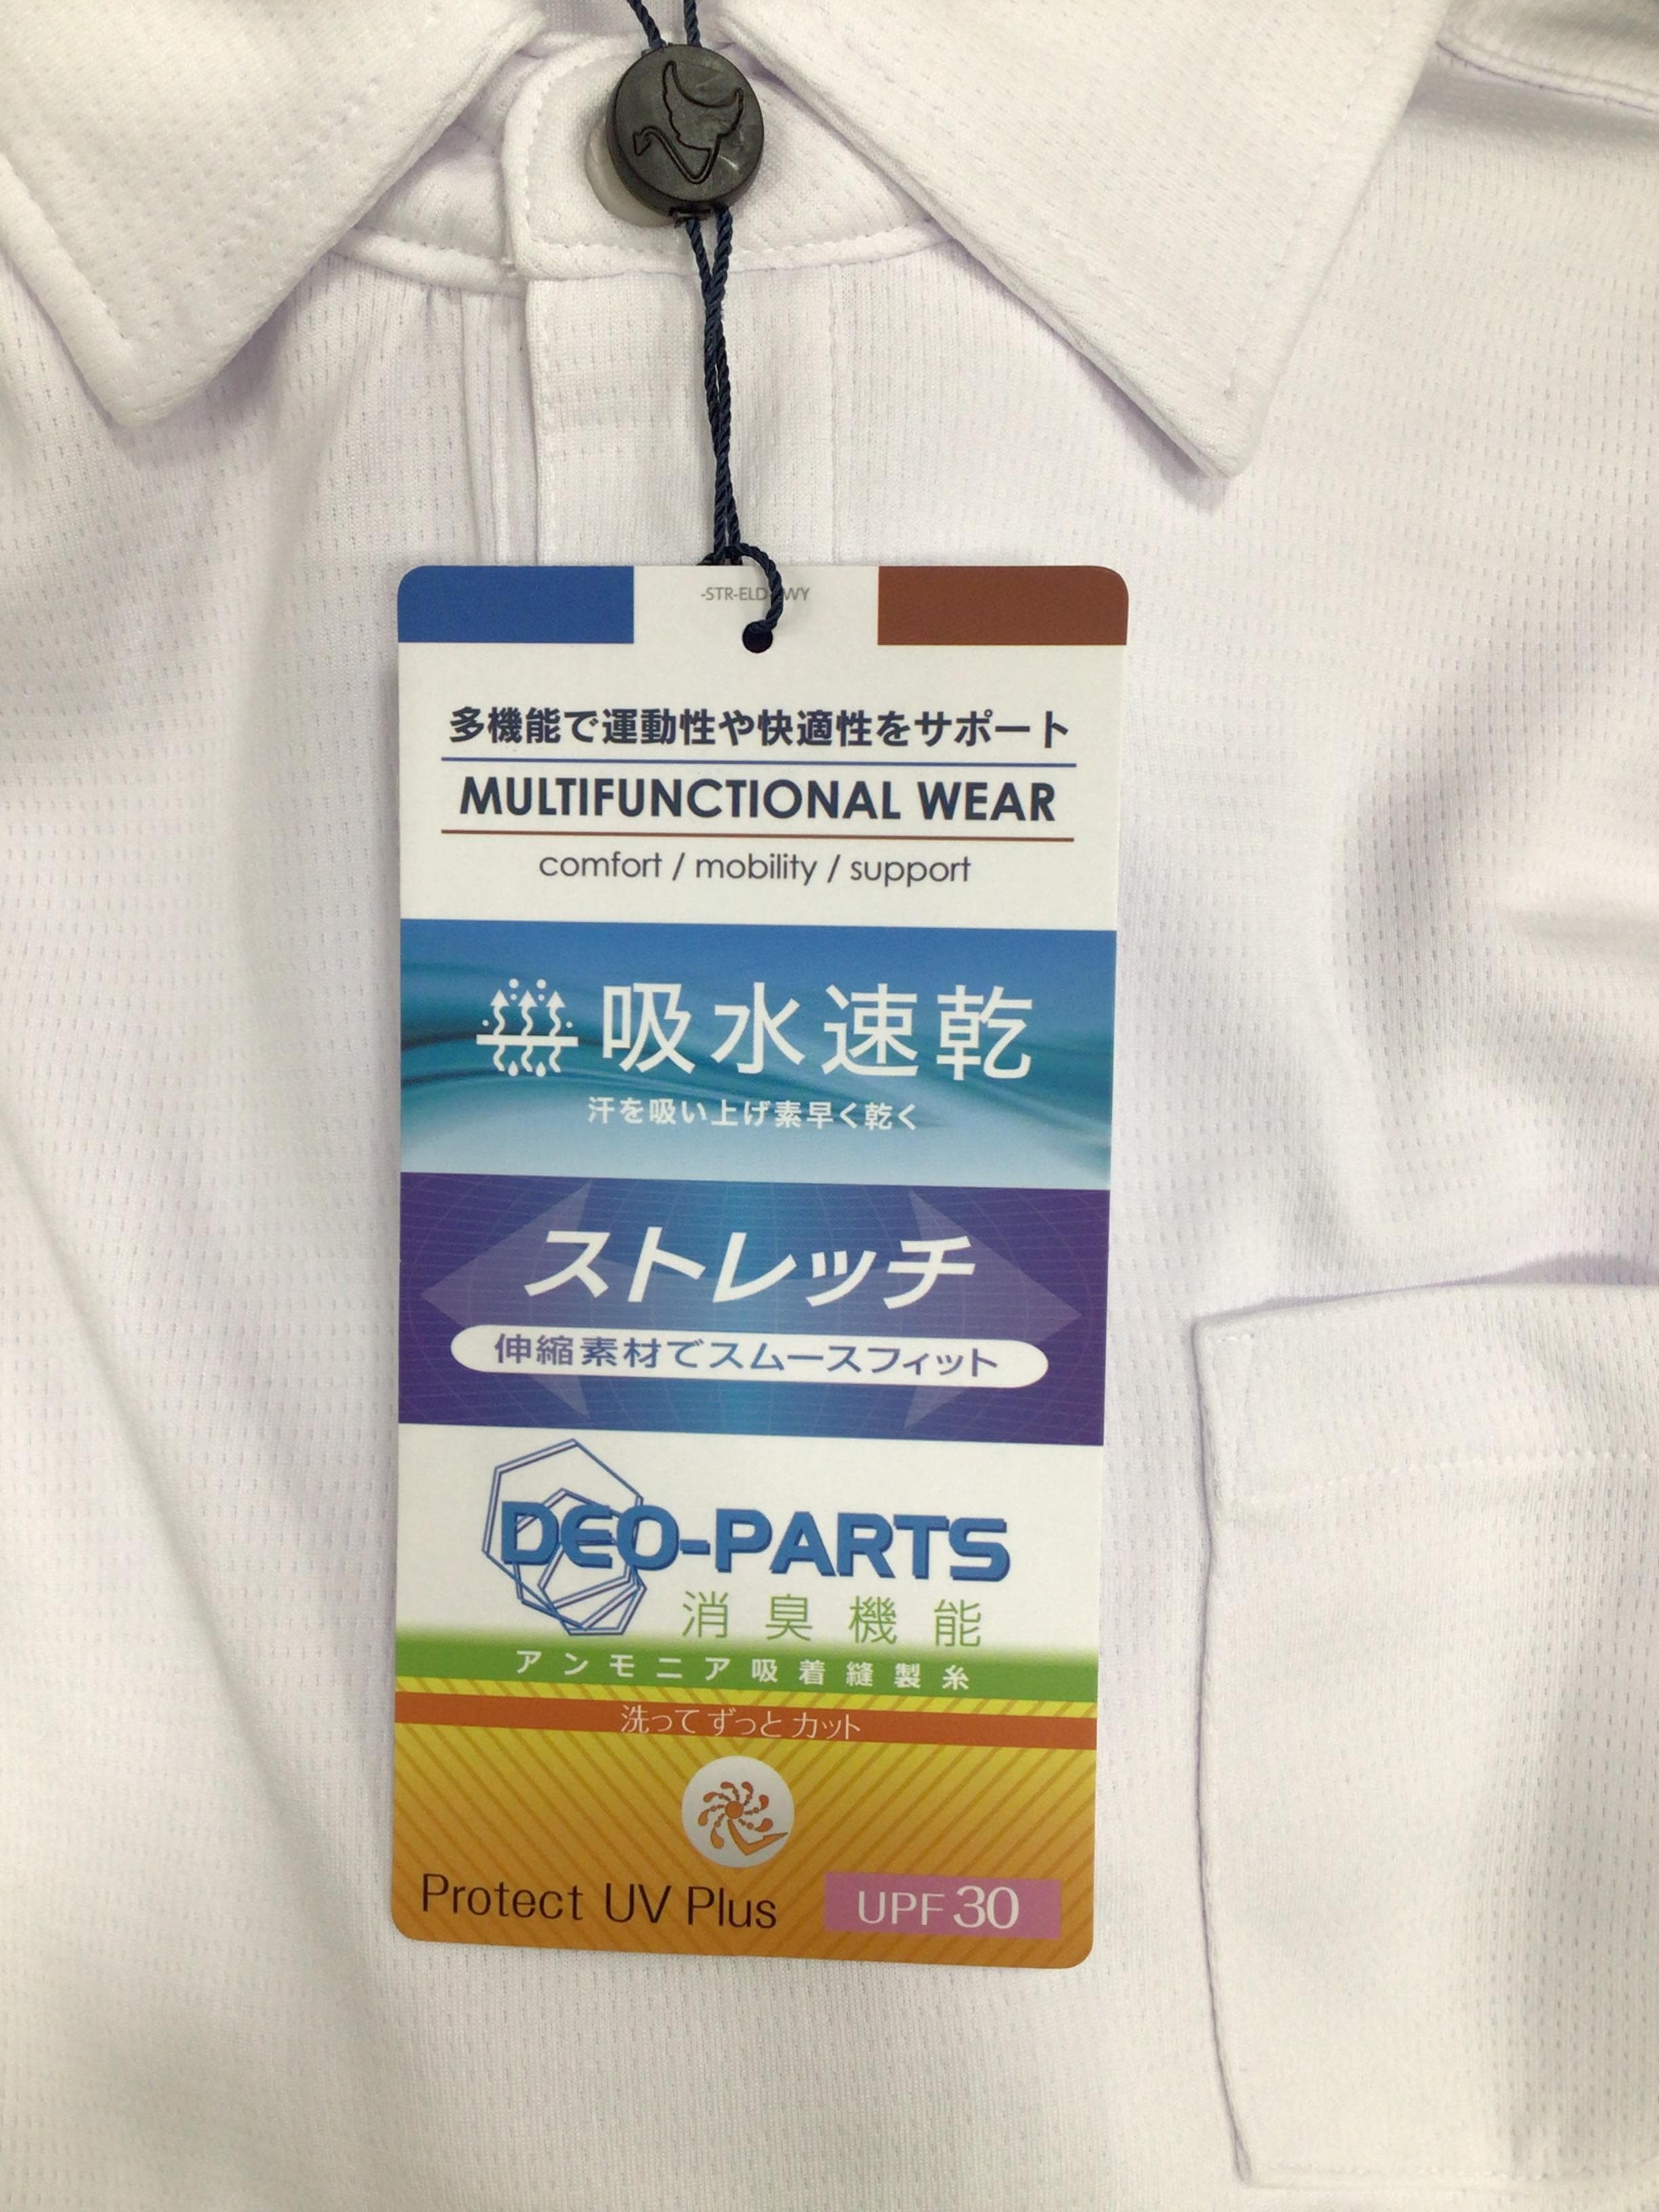 多機能で運動性や快適性をサポート
MULTIFUNCTIONAL WEAR
comfort / mobility / support
吸水速乾
汗を吸い上げ素早く乾く
ストレッチ
伸縮素材でスムースフィット
DEO-PARTS
消臭機能
アンモニア吸着縫製糸
洗って ずっと カット
Protect UV Plus
UPF 30